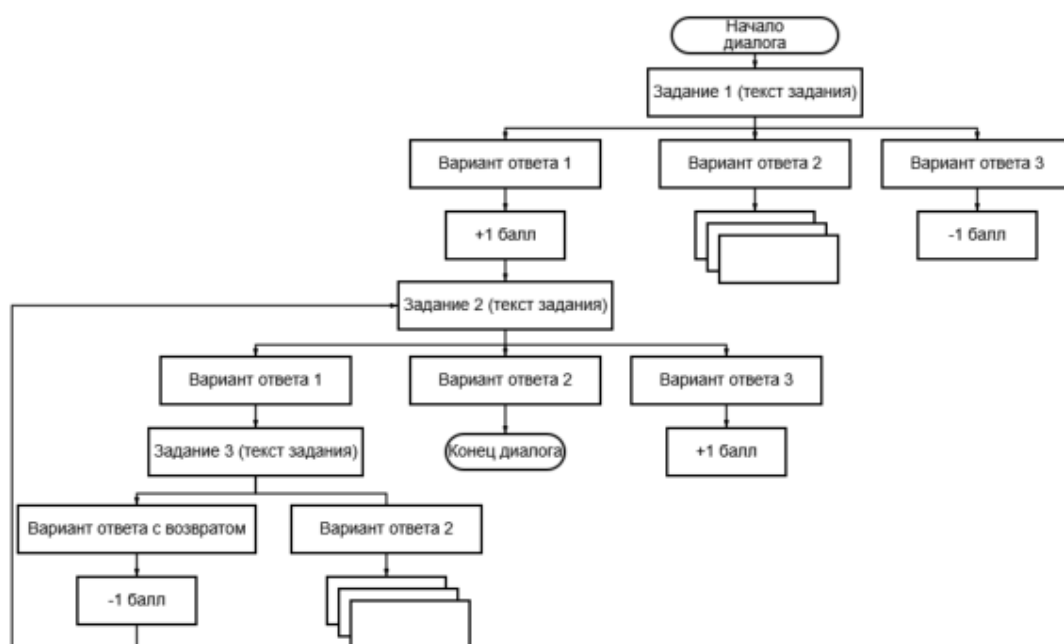 Начало
диалога
Задание 1 (текст задания)
Вариант ответа 1
Вариант ответа 2
Вариант ответа 3
+1 балл
-1 балл
Задание 2 (текст задания)
Вариант ответа 1
Вариант ответа 2
Вариант ответа 3
Задание 3 (текст задания)
Конец диалога
+1 балл
Вариант ответа с возвратом
Вариант ответа 2
-1 балл